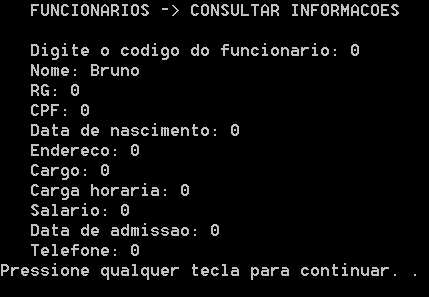 FUNCIONARIOS -> CONSULTAR INFORMACOES
Digite o codigo do funcionario: 0
Nome: Bruno
RG: 0
CPF: 0
Data de nascimento: 0
Endereco: 0
Cargo: 0
Carga horaria: 0
Salario: 0
Data de admissao: 0
Telefone: 0
Pressione qualquer tecla para continuar. .